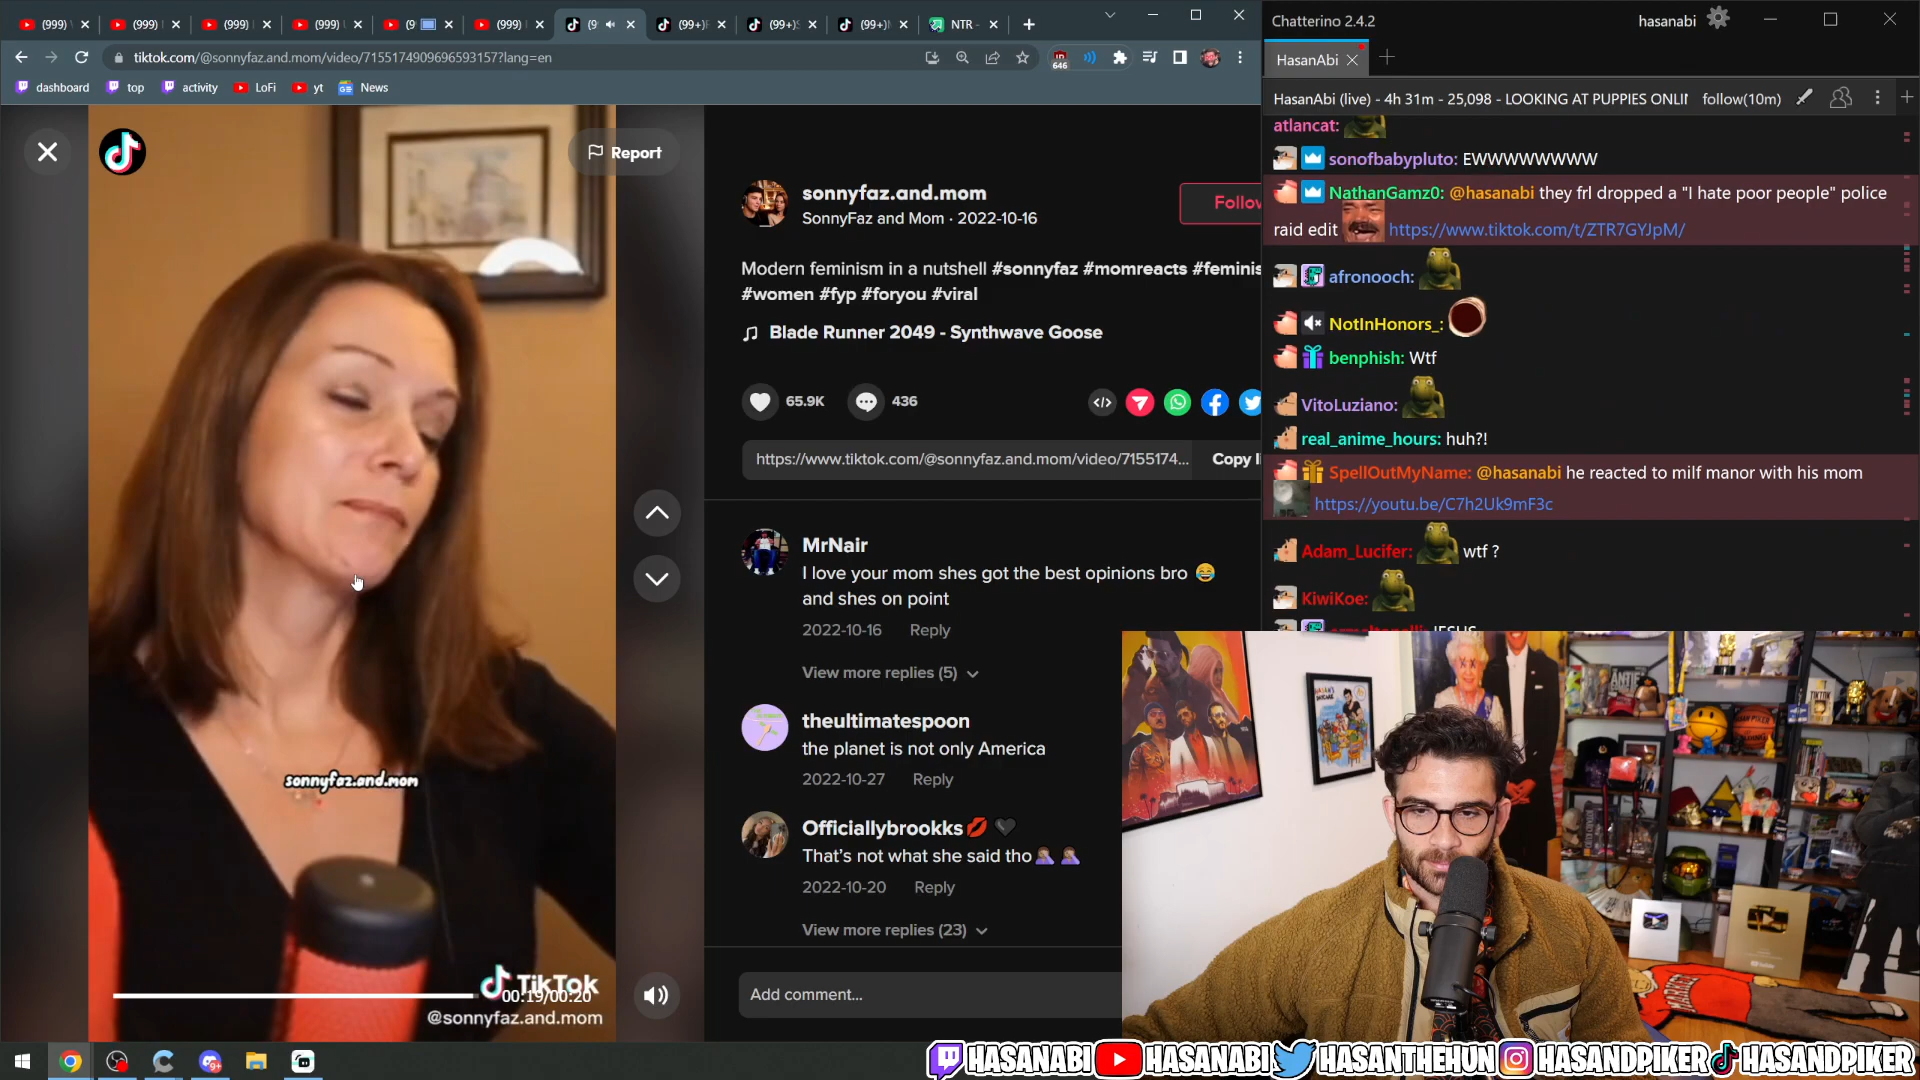 (999)
(999)
(999)
(999)
(9
(999)
(9
(99+)
(99+)
(99+)
NTR -
tiktok.com/@sonnyfaz.and.mom/video/7155174909696593157?lang=en
646
dashboard
top
activity
LoFi
yt
News
Report
sonnyfaz.and.mom
SonnyFaz and Mom · 2022-10-16
Follow
Modern feminism in a nutshell #sonnyfaz #momreacts #feminis
#women #fyp #foryou #viral
Blade Runner 2049 - Synthwave Goose
65.9K
436
https://www.tiktok.com/@sonnyfaz.and.mom/video/7155174...
Copy li
MrNair
I love your mom shes got the best opinions bro 😂
and shes on point
2022-10-16 Reply
View more replies (5)
theultimatespoon
the planet is not only America
2022-10-27 Reply
Officiallybrookks💋🖤
That's not what she said tho🤦🏽‍♀️🤦🏽‍♀️
2022-10-20 Reply
View more replies (23)
Add comment...
sonnyfaz.and.mom
TikTok
00:19/00:20
@sonnyfaz.and.mom
Chatterino 2.4.2
hasanabi
HasanAbi
HasanAbi (live) - 4h 31m - 25,098 - LOOKING AT PUPPIES ONLI
follow(10m)
atlancat:
sonofbabypluto: EWWWWWWWW
NathanGamz0: @hasanabi they frl dropped a "I hate poor people" police
raid edit https://www.tiktok.com/t/ZTR7GYJpM/
afronooch:
NotInHonors_:
benphish: Wtf
VitoLuziano:
real_anime_hours: huh?!
SpellOutMyName: @hasanabi he reacted to milf manor with his mom
https://youtu.be/C7h2Uk9mF3c
Adam_Lucifer: wtf ?
KiwiKoe:
HASANABI HASANABI HASANTHEHUN HASANDPIKER HASANDPIKER